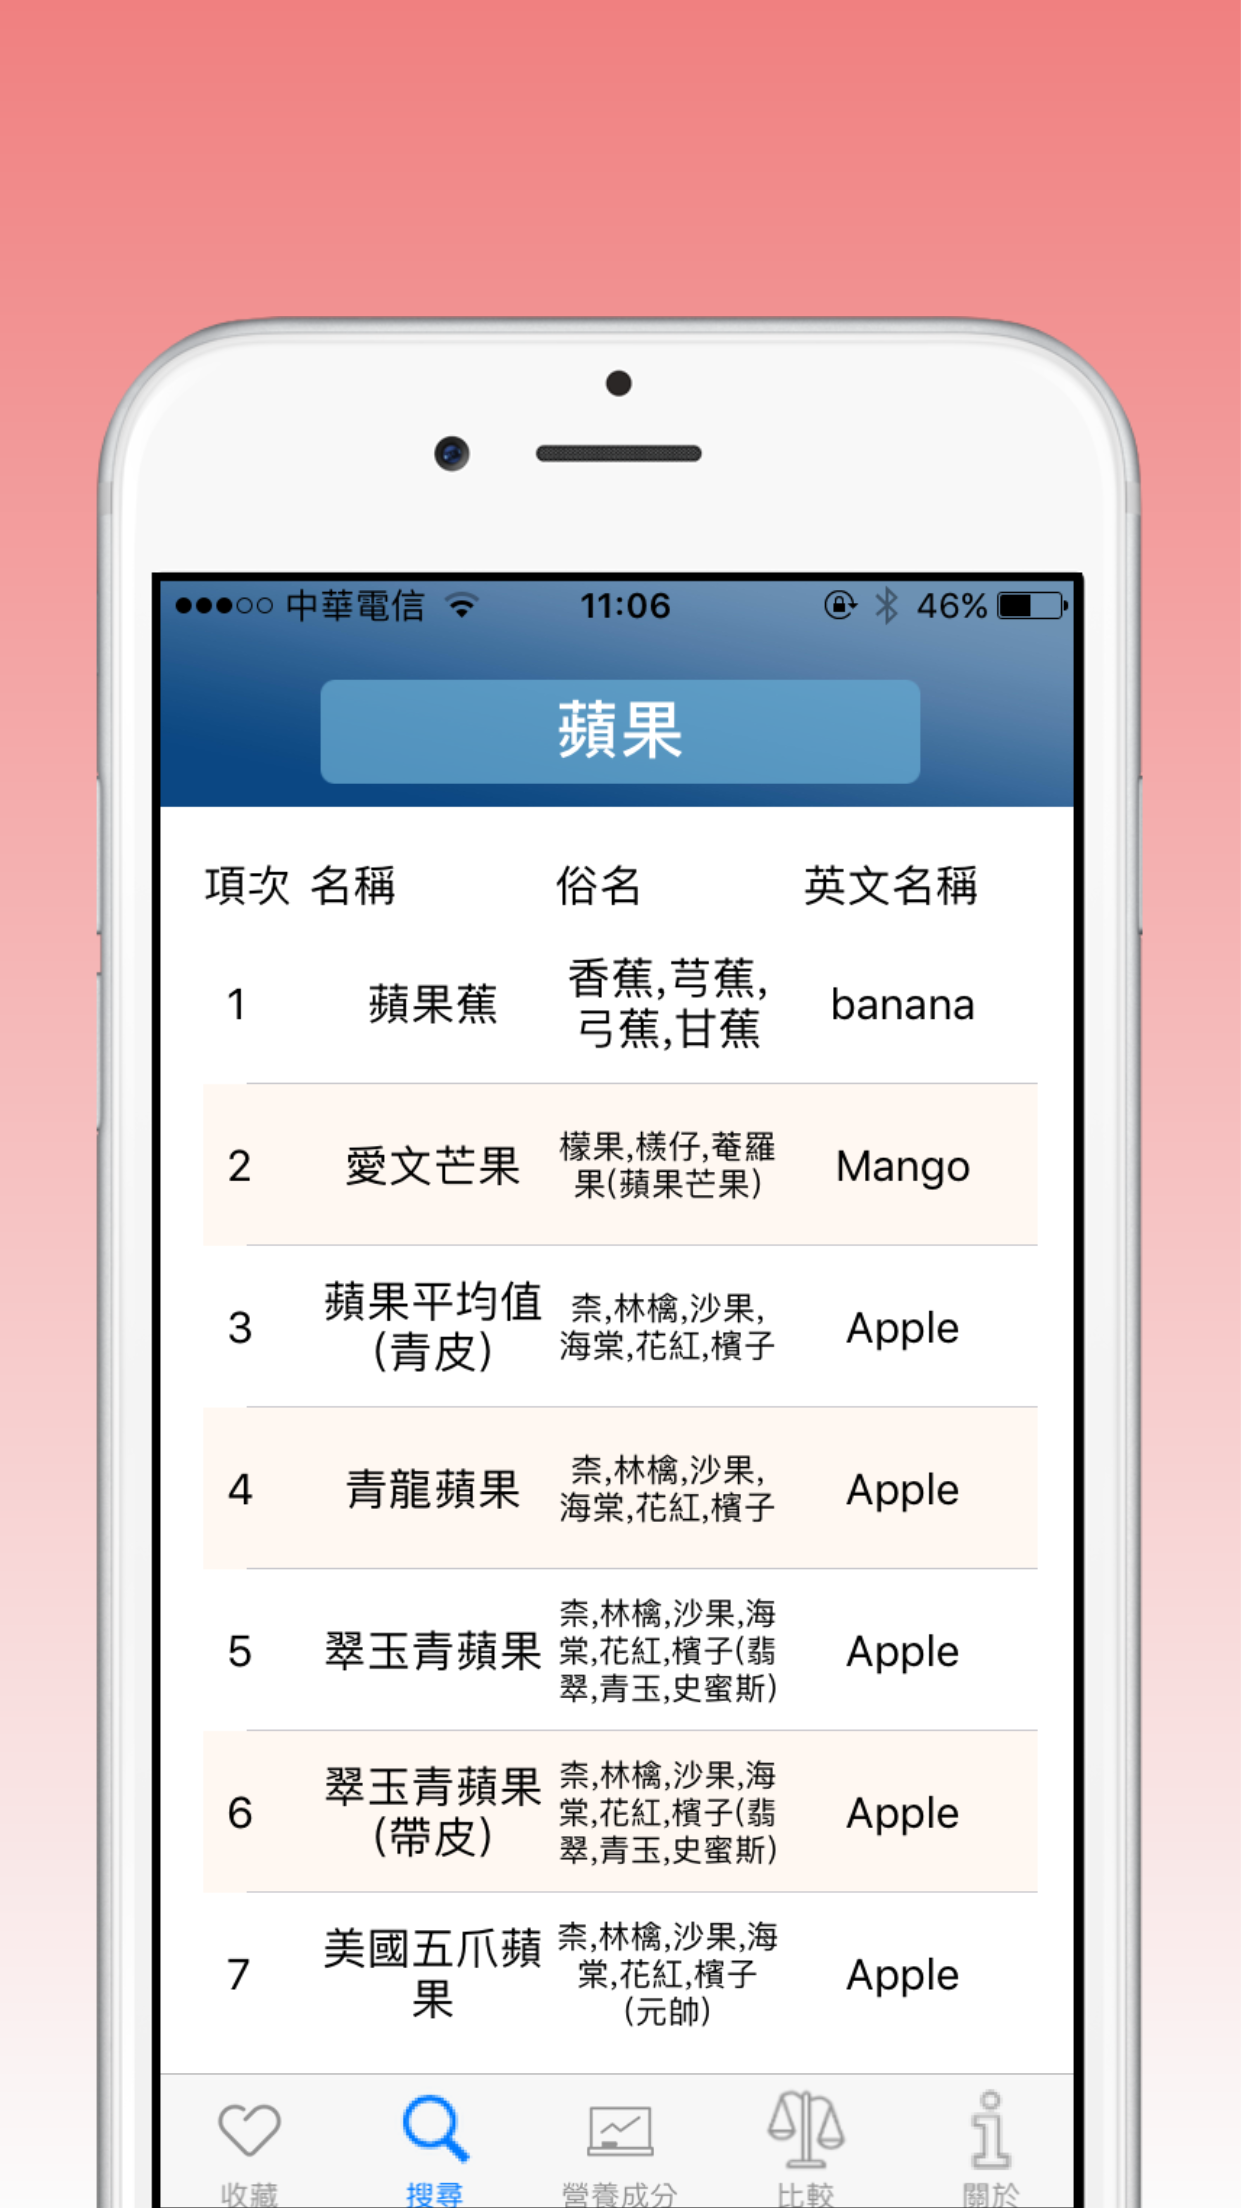 中華電信 11:06 46%
蘋果
項次 名稱 俗名 英文名稱
1 蘋果蕉 香蕉,芎蕉,
弓蕉,甘蕉 banana
2 愛文芒果 檬果,檨仔,菴羅
果(蘋果芒果) Mango
3 蘋果平均值
(青皮) 柰,林檎,沙果,
海棠,花紅,檳子 Apple
4 青龍蘋果 柰,林檎,沙果,
海棠,花紅,檳子 Apple
5 翠玉青蘋果 柰,林檎,沙果,海
棠,花紅,檳子(翡
翠,青玉,史蜜斯) Apple
6 翠玉青蘋果
(帶皮) 柰,林檎,沙果,海
棠,花紅,檳子(翡
翠,青玉,史蜜斯) Apple
7 美國五爪蘋
果 柰,林檎,沙果,海
棠,花紅,檳子
(元帥) Apple
收藏 搜尋 營養成分 比較 關於